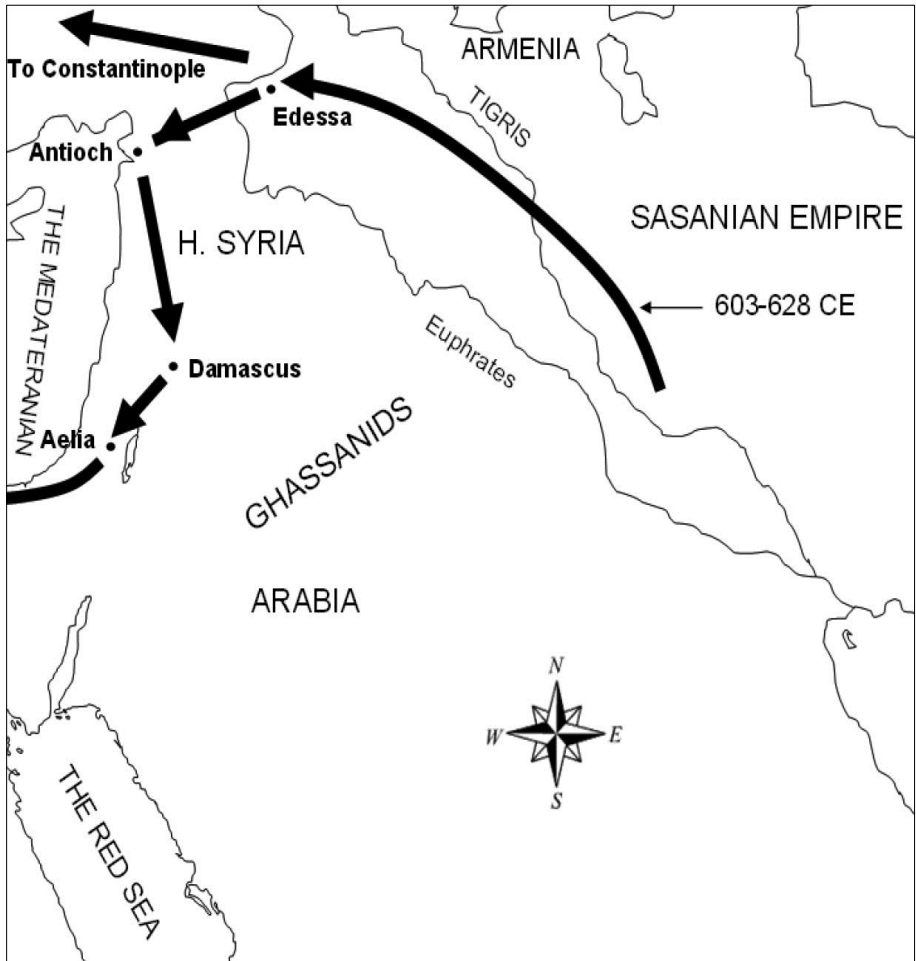 ARMENIA
To Constantinople
TIGRIS
Edessa
Antioch
SASANIAN EMPIRE
THE MEDATERANIAN
H. SYRIA
603-628 CE
Euphrates
Damascus
Aelia
GHASSANIDS
ARABIA
N
W
E
S
THE RED SEA